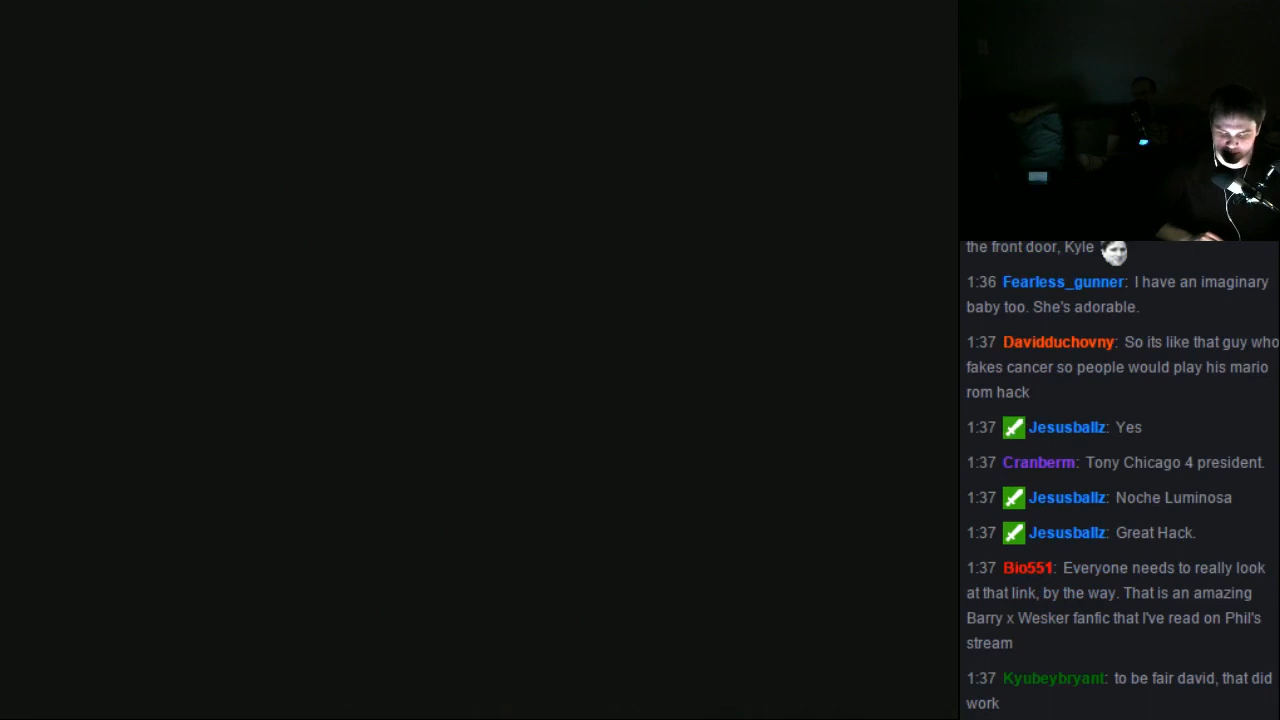 the front door, Kyle
1:36 Fearless_gunner: I have an imaginary
baby too. She's adorable.
1:37 Davidduchovny: So its like that guy who
fakes cancer so people would play his mario
rom hack
1:37 Jesusballz: Yes
1:37 Cranberm: Tony Chicago 4 president.
1:37 Jesusballz: Noche Luminosa
1:37 Jesusballz: Great Hack.
1:37 Bio551: Everyone needs to really look
at that link, by the way. That is an amazing
Barry x Wesker fanfic that I've read on Phil's
stream
1:37 Kyubeybryant: to be fair david, that did
work